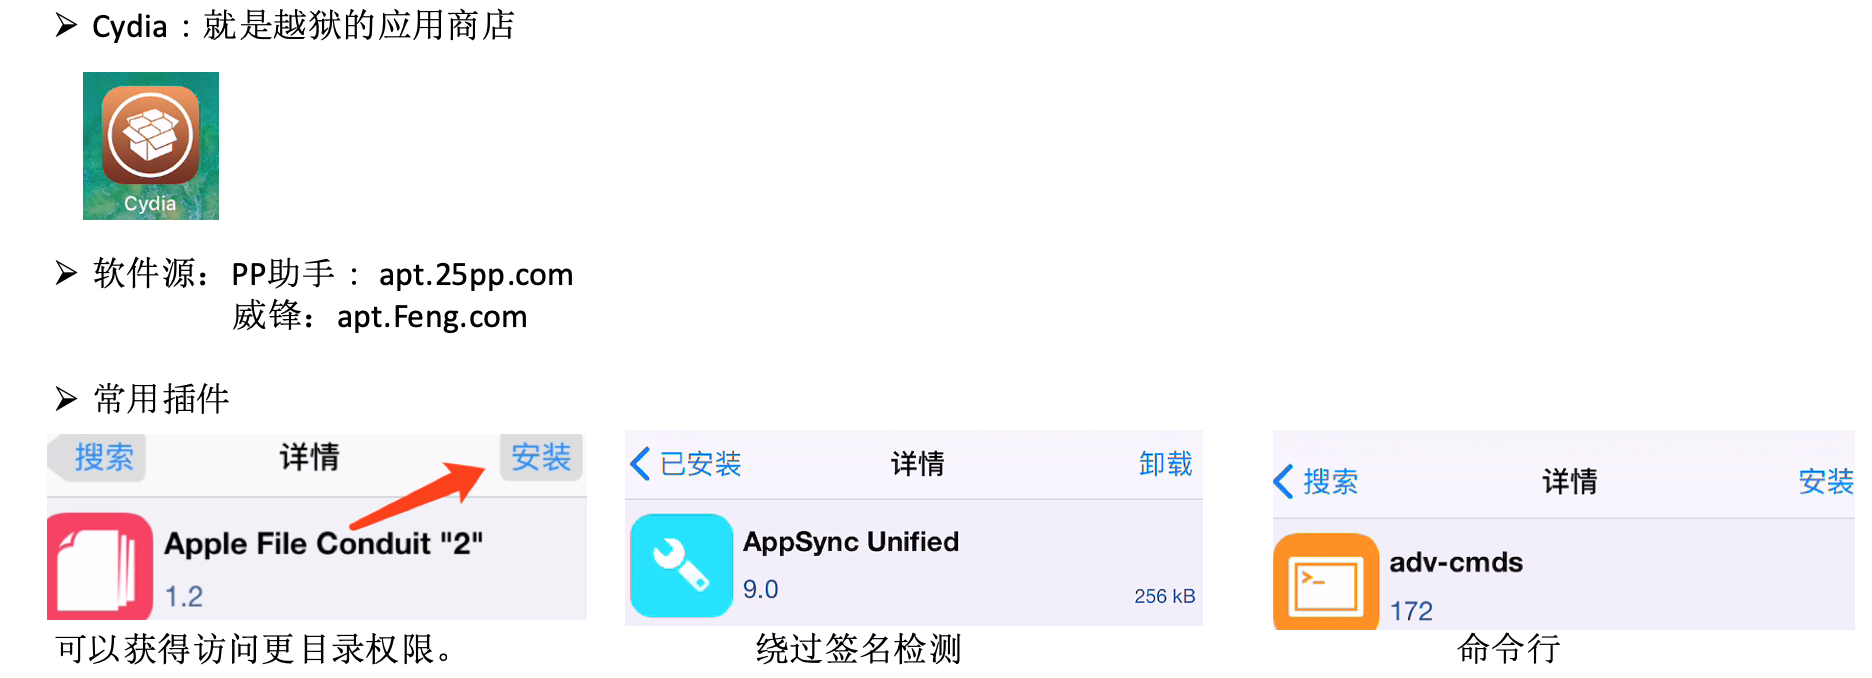 ➢ Cydia：就是越狱的应用商店
Cydia
➢ 软件源：PP助手： apt.25pp.com
威锋：apt.Feng.com
➢ 常用插件
搜索 详情 安装
Apple File Conduit "2"
1.2
可以获得访问更目录权限。
已安装 详情 卸载
AppSync Unified
9.0 256 kB
绕过签名检测
搜索 详情 安装
>_
adv-cmds
172
命令行